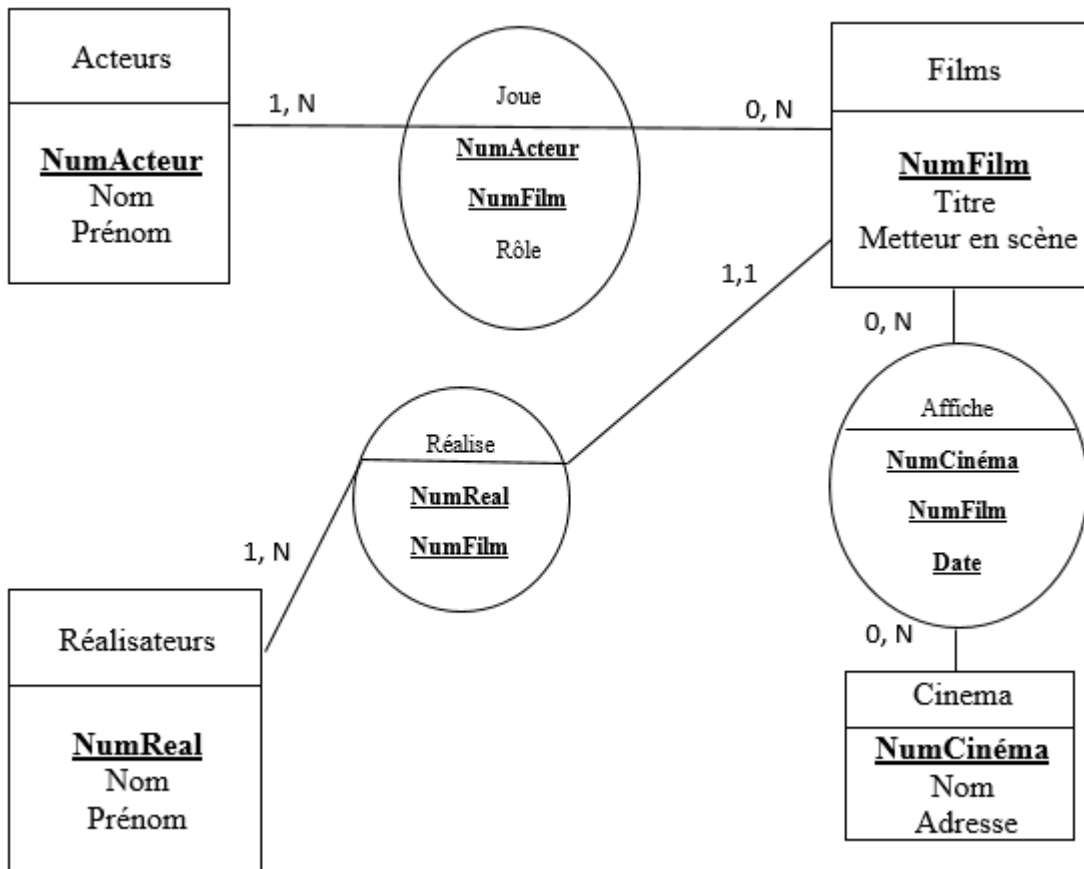 Acteurs
NumActeur
Nom
Prénom
1, N
Joue
NumActeur
NumFilm
Rôle
0, N
Films
NumFilm
Titre
Metteur en scène
1,1
0, N
Réalise
NumReal
NumFilm
1, N
Affiche
NumCinéma
NumFilm
Date
0, N
Réalisateurs
NumReal
Nom
Prénom
Cinema
NumCinéma
Nom
Adresse